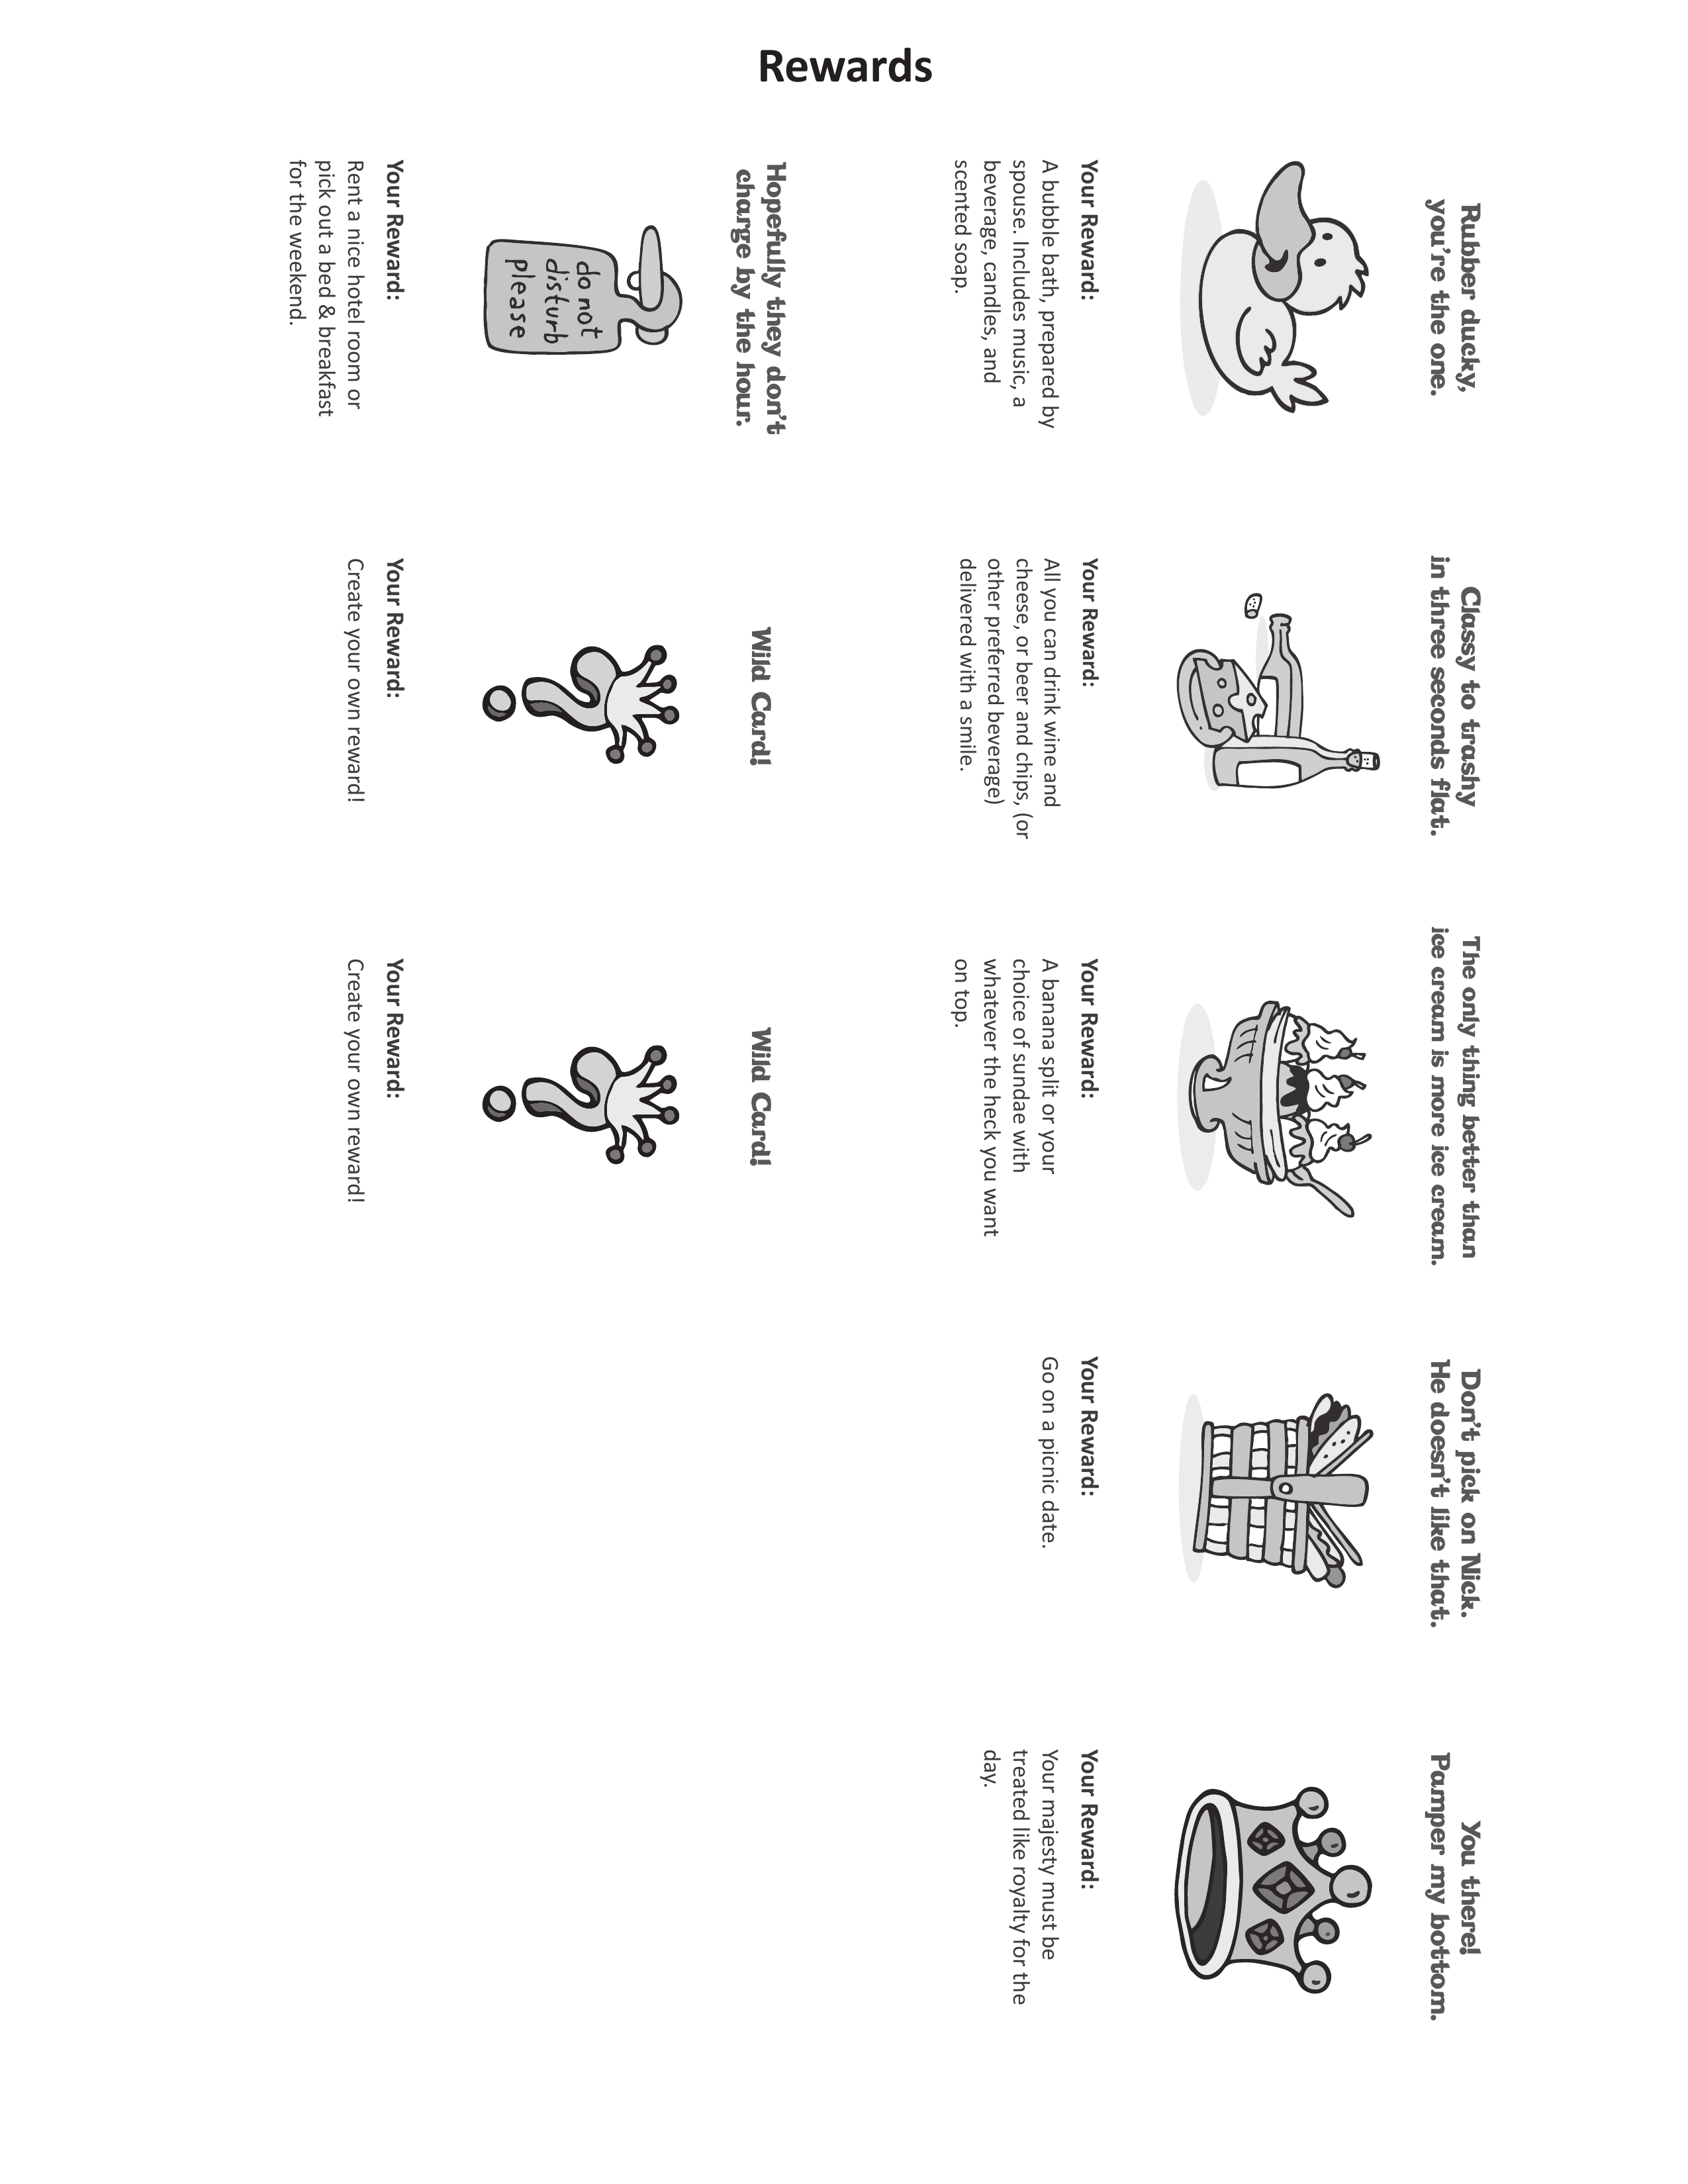 Rewards
Rubber ducky,
you're the one.
Your Reward:
A bubble bath, prepared by
spouse. Includes music, a
beverage, candles, and
scented soap.
Classy to trashy
in three seconds flat.
Your Reward:
All you can drink wine and
cheese, or beer and chips, (or
other preferred beverage)
delivered with a smile.
The only thing better than
ice cream is more ice cream.
Your Reward:
A banana split or your
choice of sundae with
whatever the heck you want
on top.
Don't pick on Nick.
He doesn't like that.
Your Reward:
Go on a picnic date.
You there!
Pamper my bottom.
Your Reward:
Your majesty must be
treated like royalty for the
day.
Hopefully they don't
charge by the hour.
do not
disturb
please
Your Reward:
Rent a nice hotel room or
pick out a bed & breakfast
for the weekend.
Wild Card!
Your Reward:
Create your own reward!
Wild Card!
Your Reward:
Create your own reward!